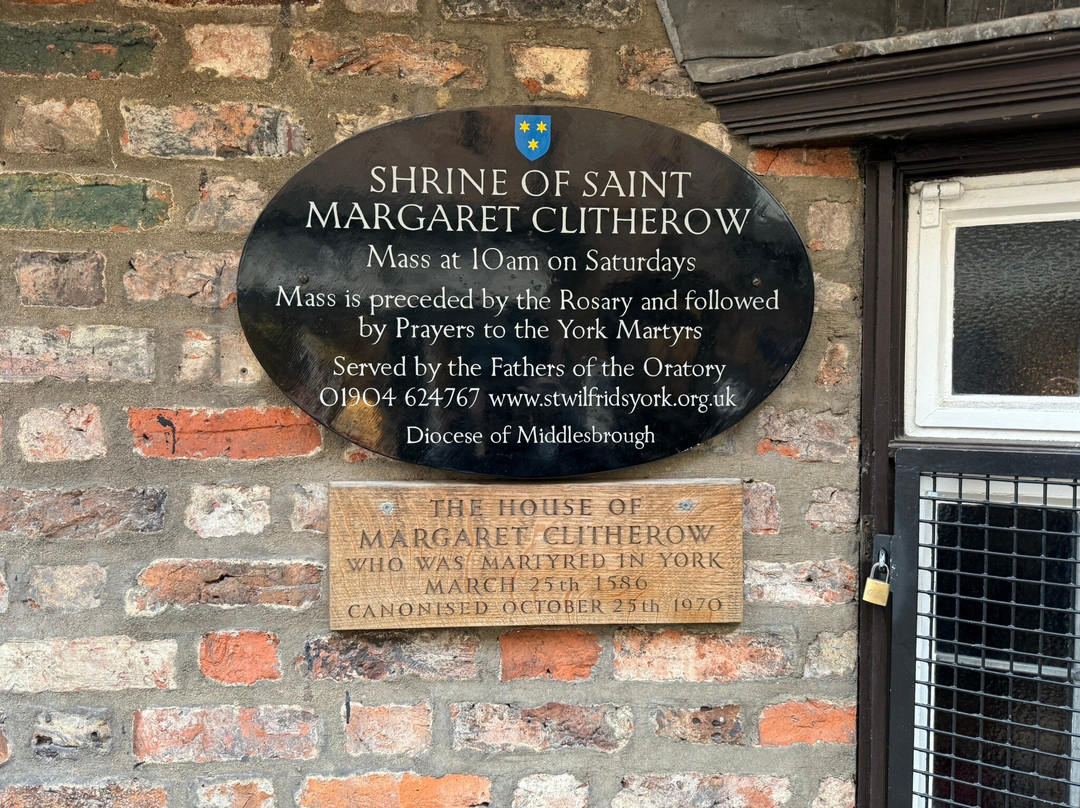 SHRINE OF SAINT
MARGARET CLITHEROW
Mass at 10am on Saturdays
Mass is preceded by the Rosary and followed
by Prayers to the York Martyrs
Served by the Fathers of the Oratory
01904 624767 www.stwilfridsyork.org.uk
Diocese of Middlesbrough
THE HOUSE OF
MARGARET CLITHEROW
WHO WAS MARTYRED IN YORK
MARCH 25th 1586
CANONISED OCTOBER 25th 1970